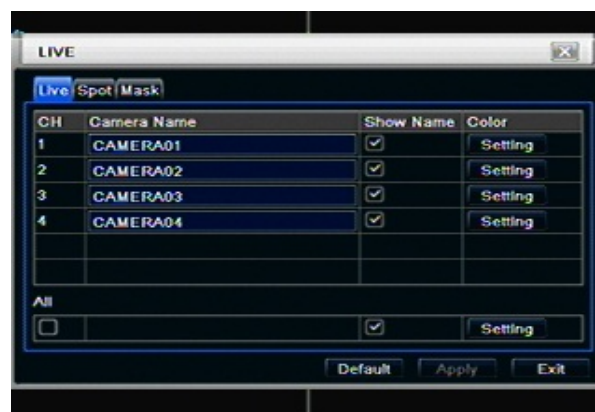 LIVE
Live Spot Mask
CH Camera Name Show Name Color
1 CAMERA01 Setting
2 CAMERA02 Setting
3 CAMERA03 Setting
4 CAMERA04 Setting
All
Setting
Default Apply Exit